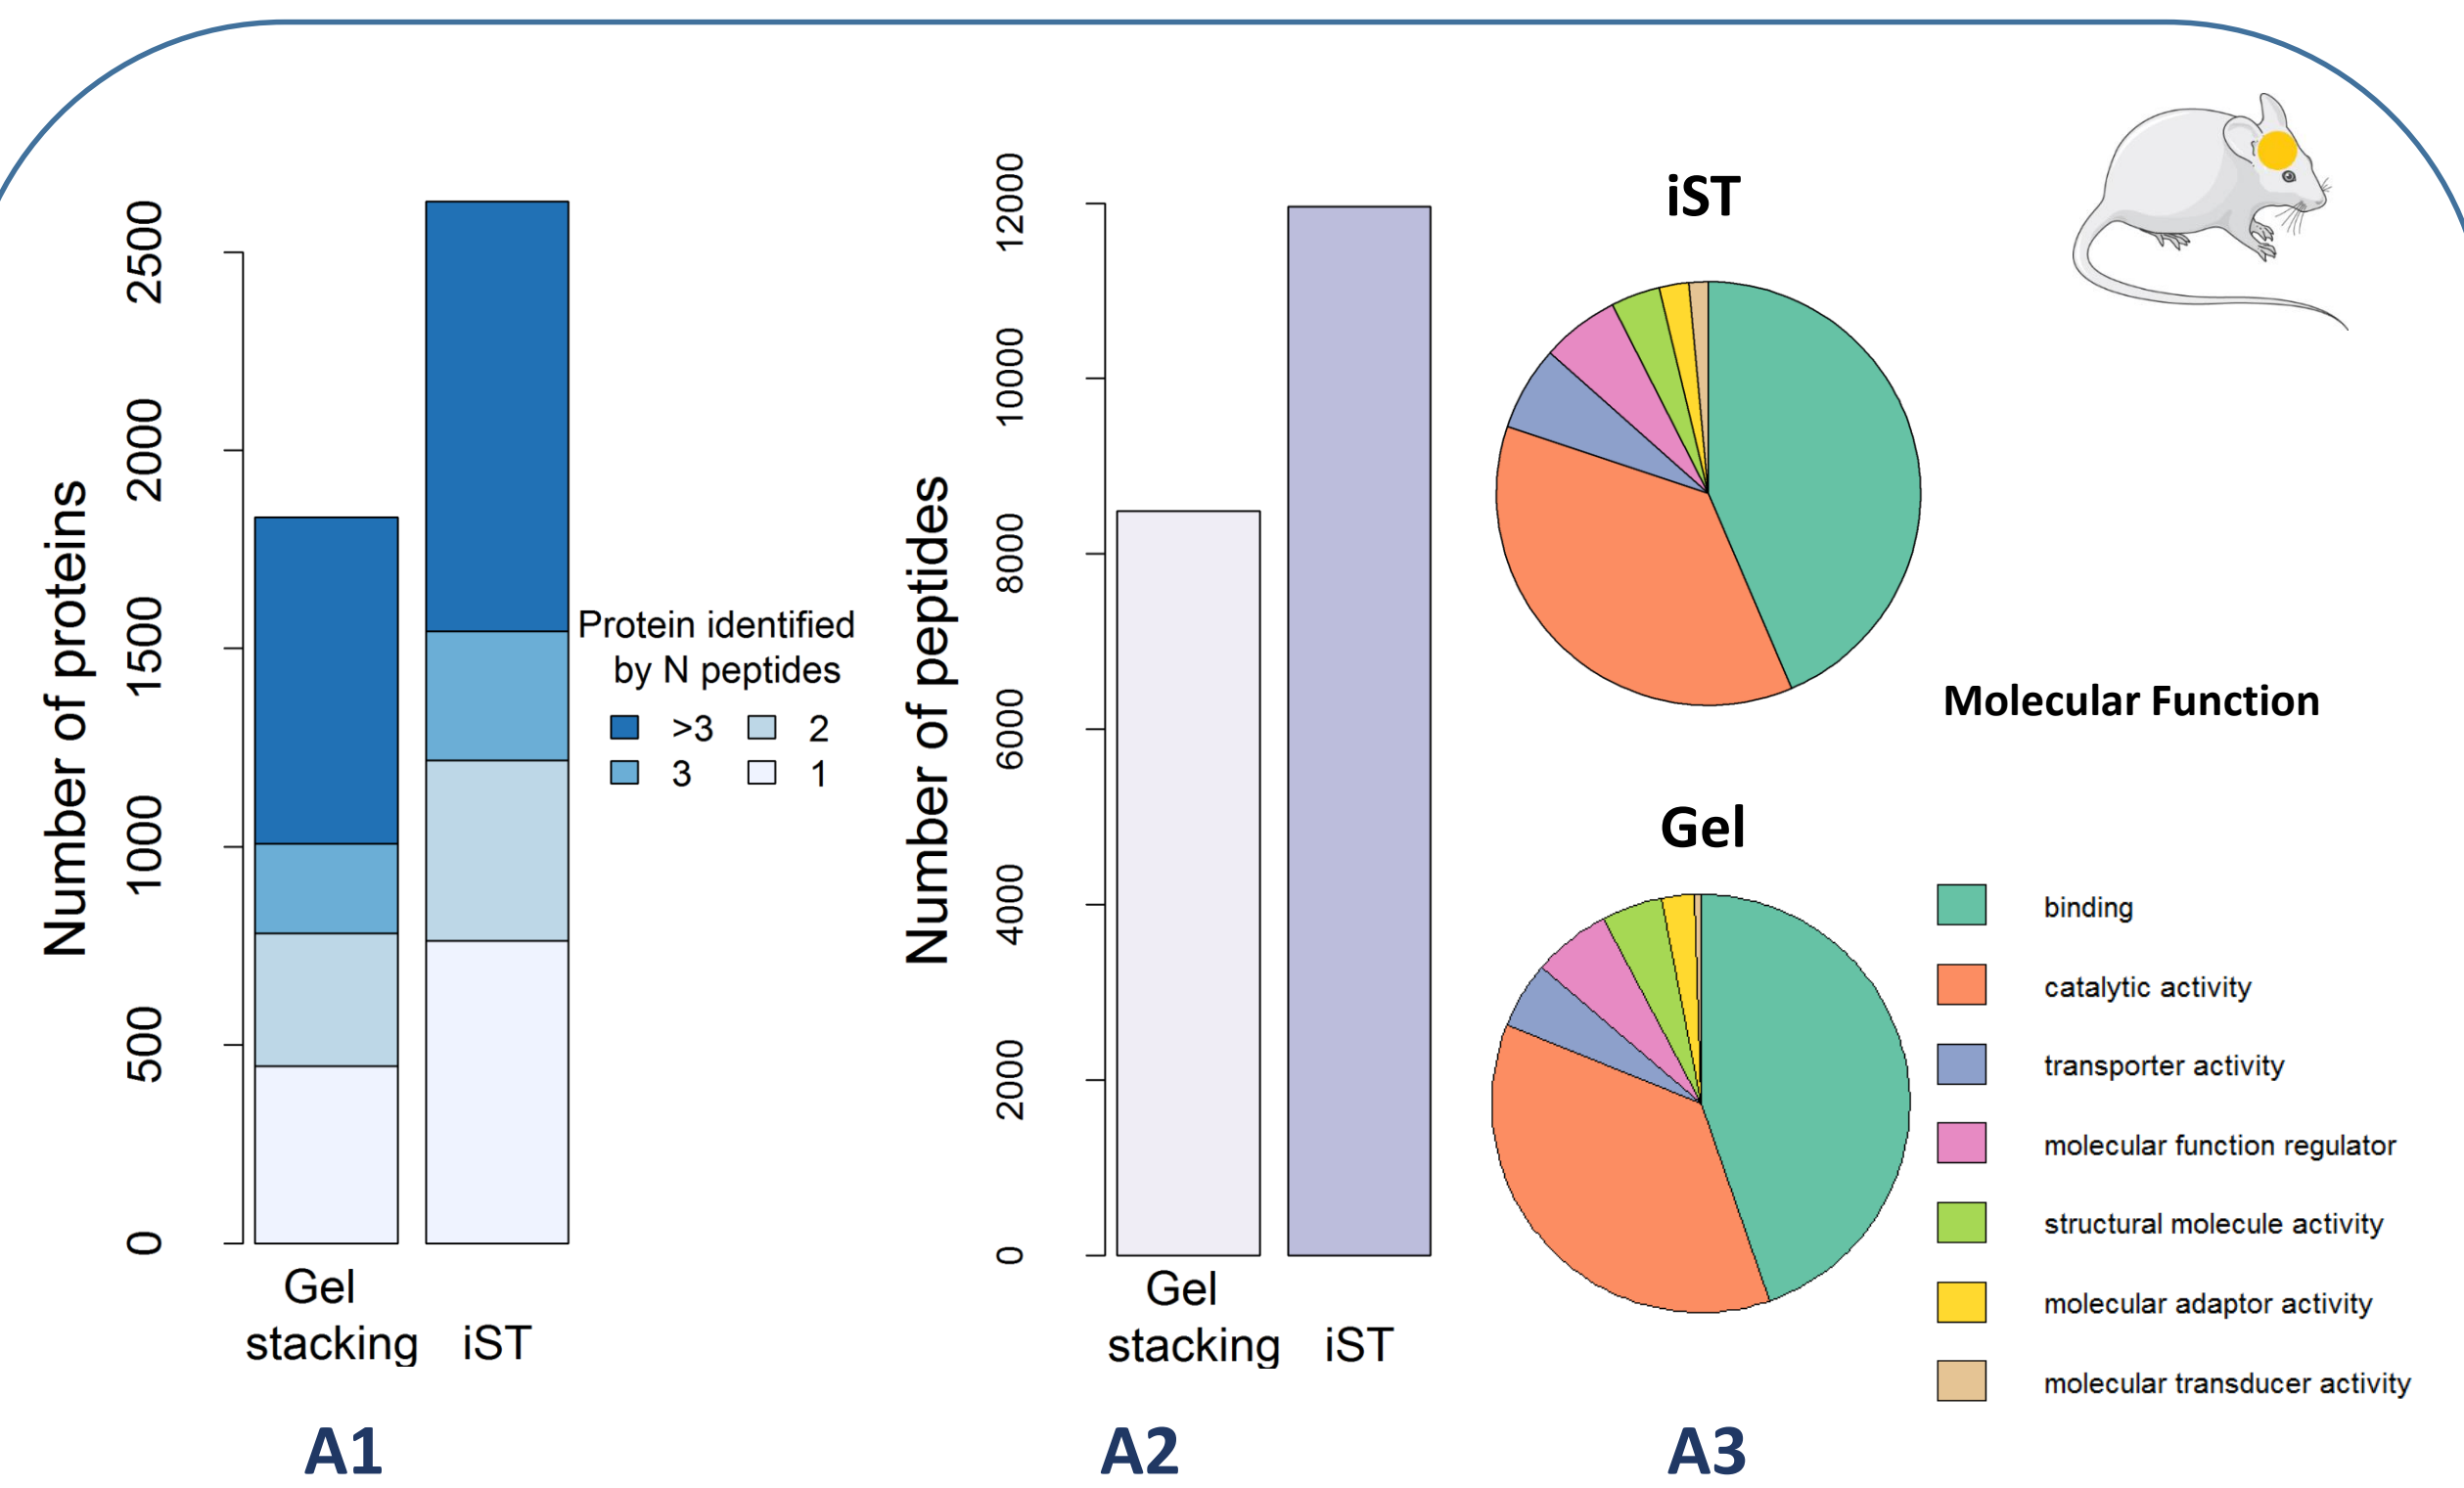 Number of proteins
2500
2000
1500
1000
500
0
Gel
stacking
iST
Protein identified
by N peptides
>3
2
3
1
A1
Number of peptides
12000
10000
8000
6000
4000
2000
0
Gel
stacking
iST
A2
iST
Molecular Function
Gel
binding
catalytic activity
transporter activity
molecular function regulator
structural molecule activity
molecular adaptor activity
molecular transducer activity
A3